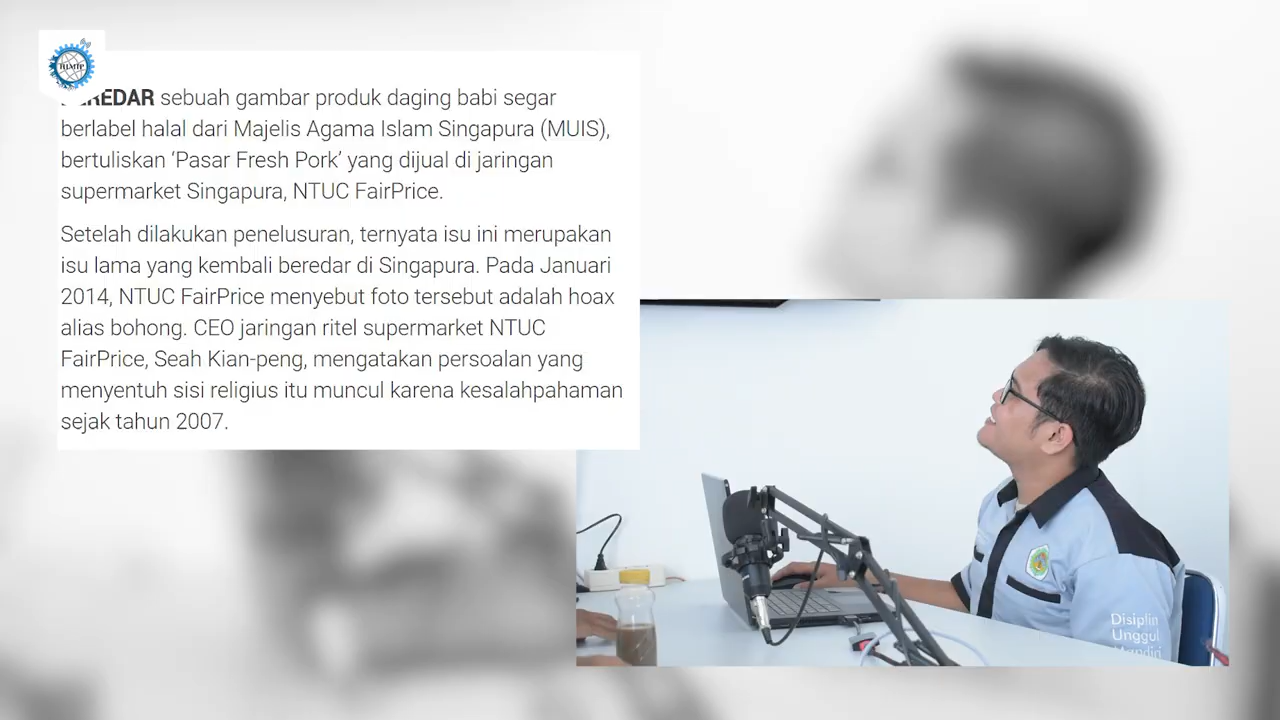 HIMIP
BEREDAR sebuah gambar produk daging babi segar
berlabel halal dari Majelis Agama Islam Singapura (MUIS),
bertuliskan ‘Pasar Fresh Pork’ yang dijual di jaringan
supermarket Singapura, NTUC FairPrice.
Setelah dilakukan penelusuran, ternyata isu ini merupakan
isu lama yang kembali beredar di Singapura. Pada Januari
2014, NTUC FairPrice menyebut foto tersebut adalah hoax
alias bohong. CEO jaringan ritel supermarket NTUC
FairPrice, Seah Kian-peng, mengatakan persoalan yang
menyentuh sisi religius itu muncul karena kesalahpahaman
sejak tahun 2007.
Disiplin
Unggul
Mandiri